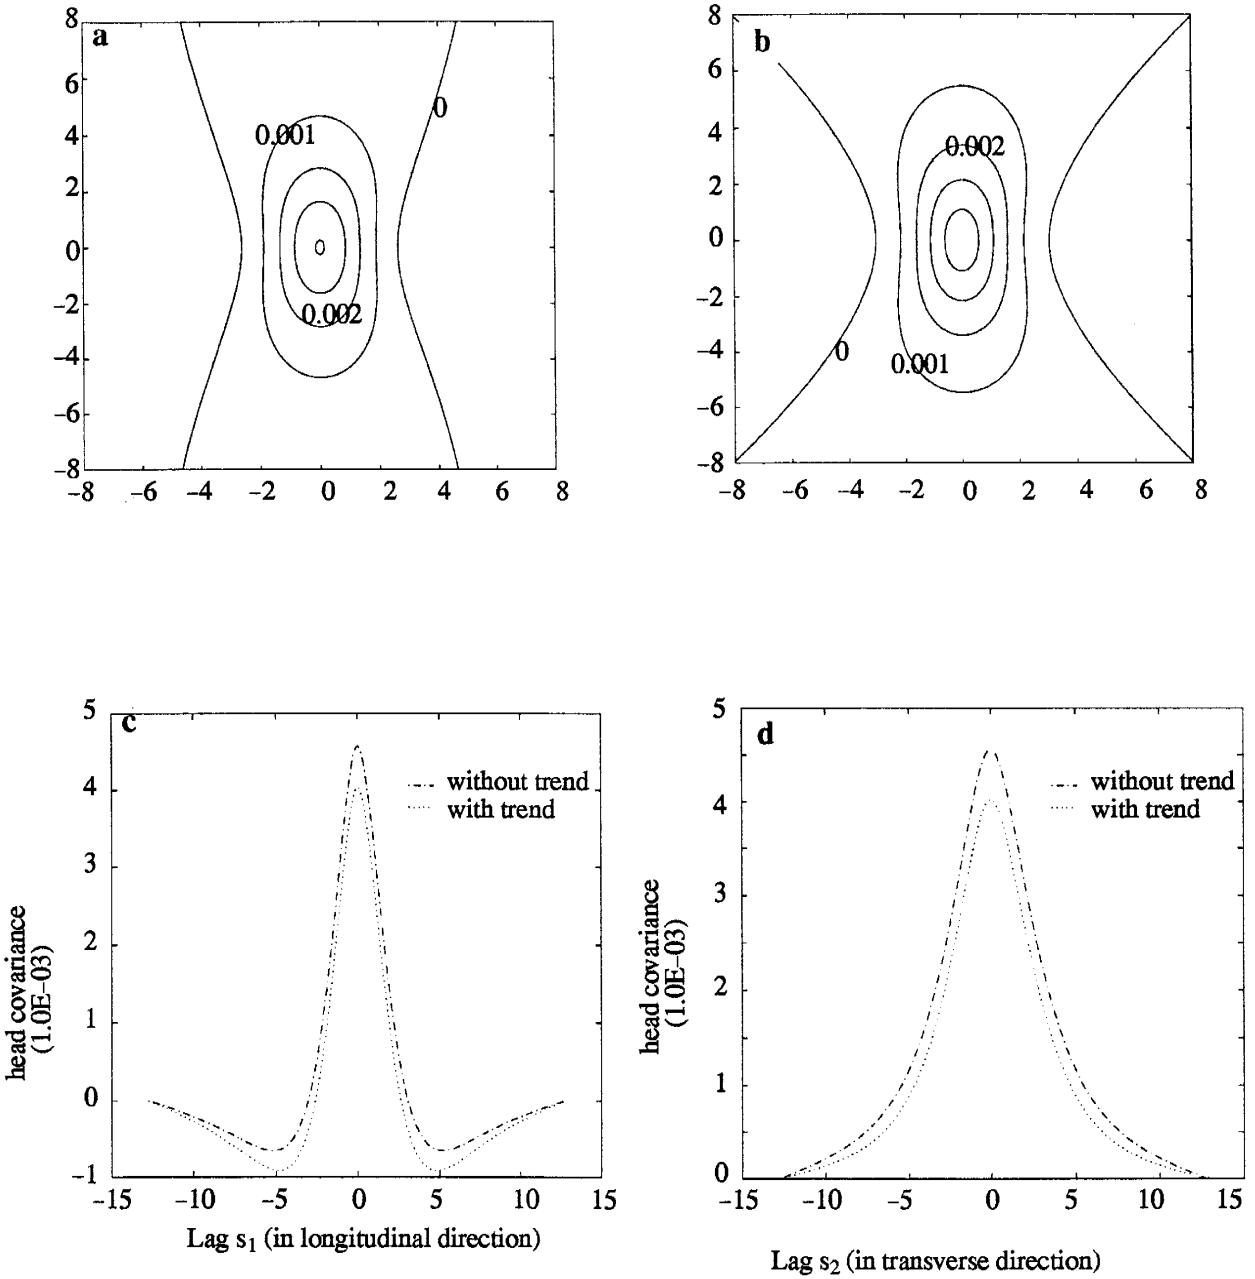 a
8
6
4
2
0
−2
−4
−6
−8
−8 −6 −4 −2 0 2 4 6 8
0.001
0
0.002
b
8
6
4
2
0
−2
−4
−6
−8
−8 −6 −4 −2 0 2 4 6 8
0.002
0
0.001
c
5
4
3
2
1
0
−1
−15 −10 −5 0 5 10 15
without trend
with trend
head covariance
(1.0E−03)
Lag s₁ (in longitudinal direction)
d
5
4
3
2
1
0
−15 −10 −5 0 5 10 15
without trend
with trend
head covariance
(1.0E−03)
Lag s₂ (in transverse direction)